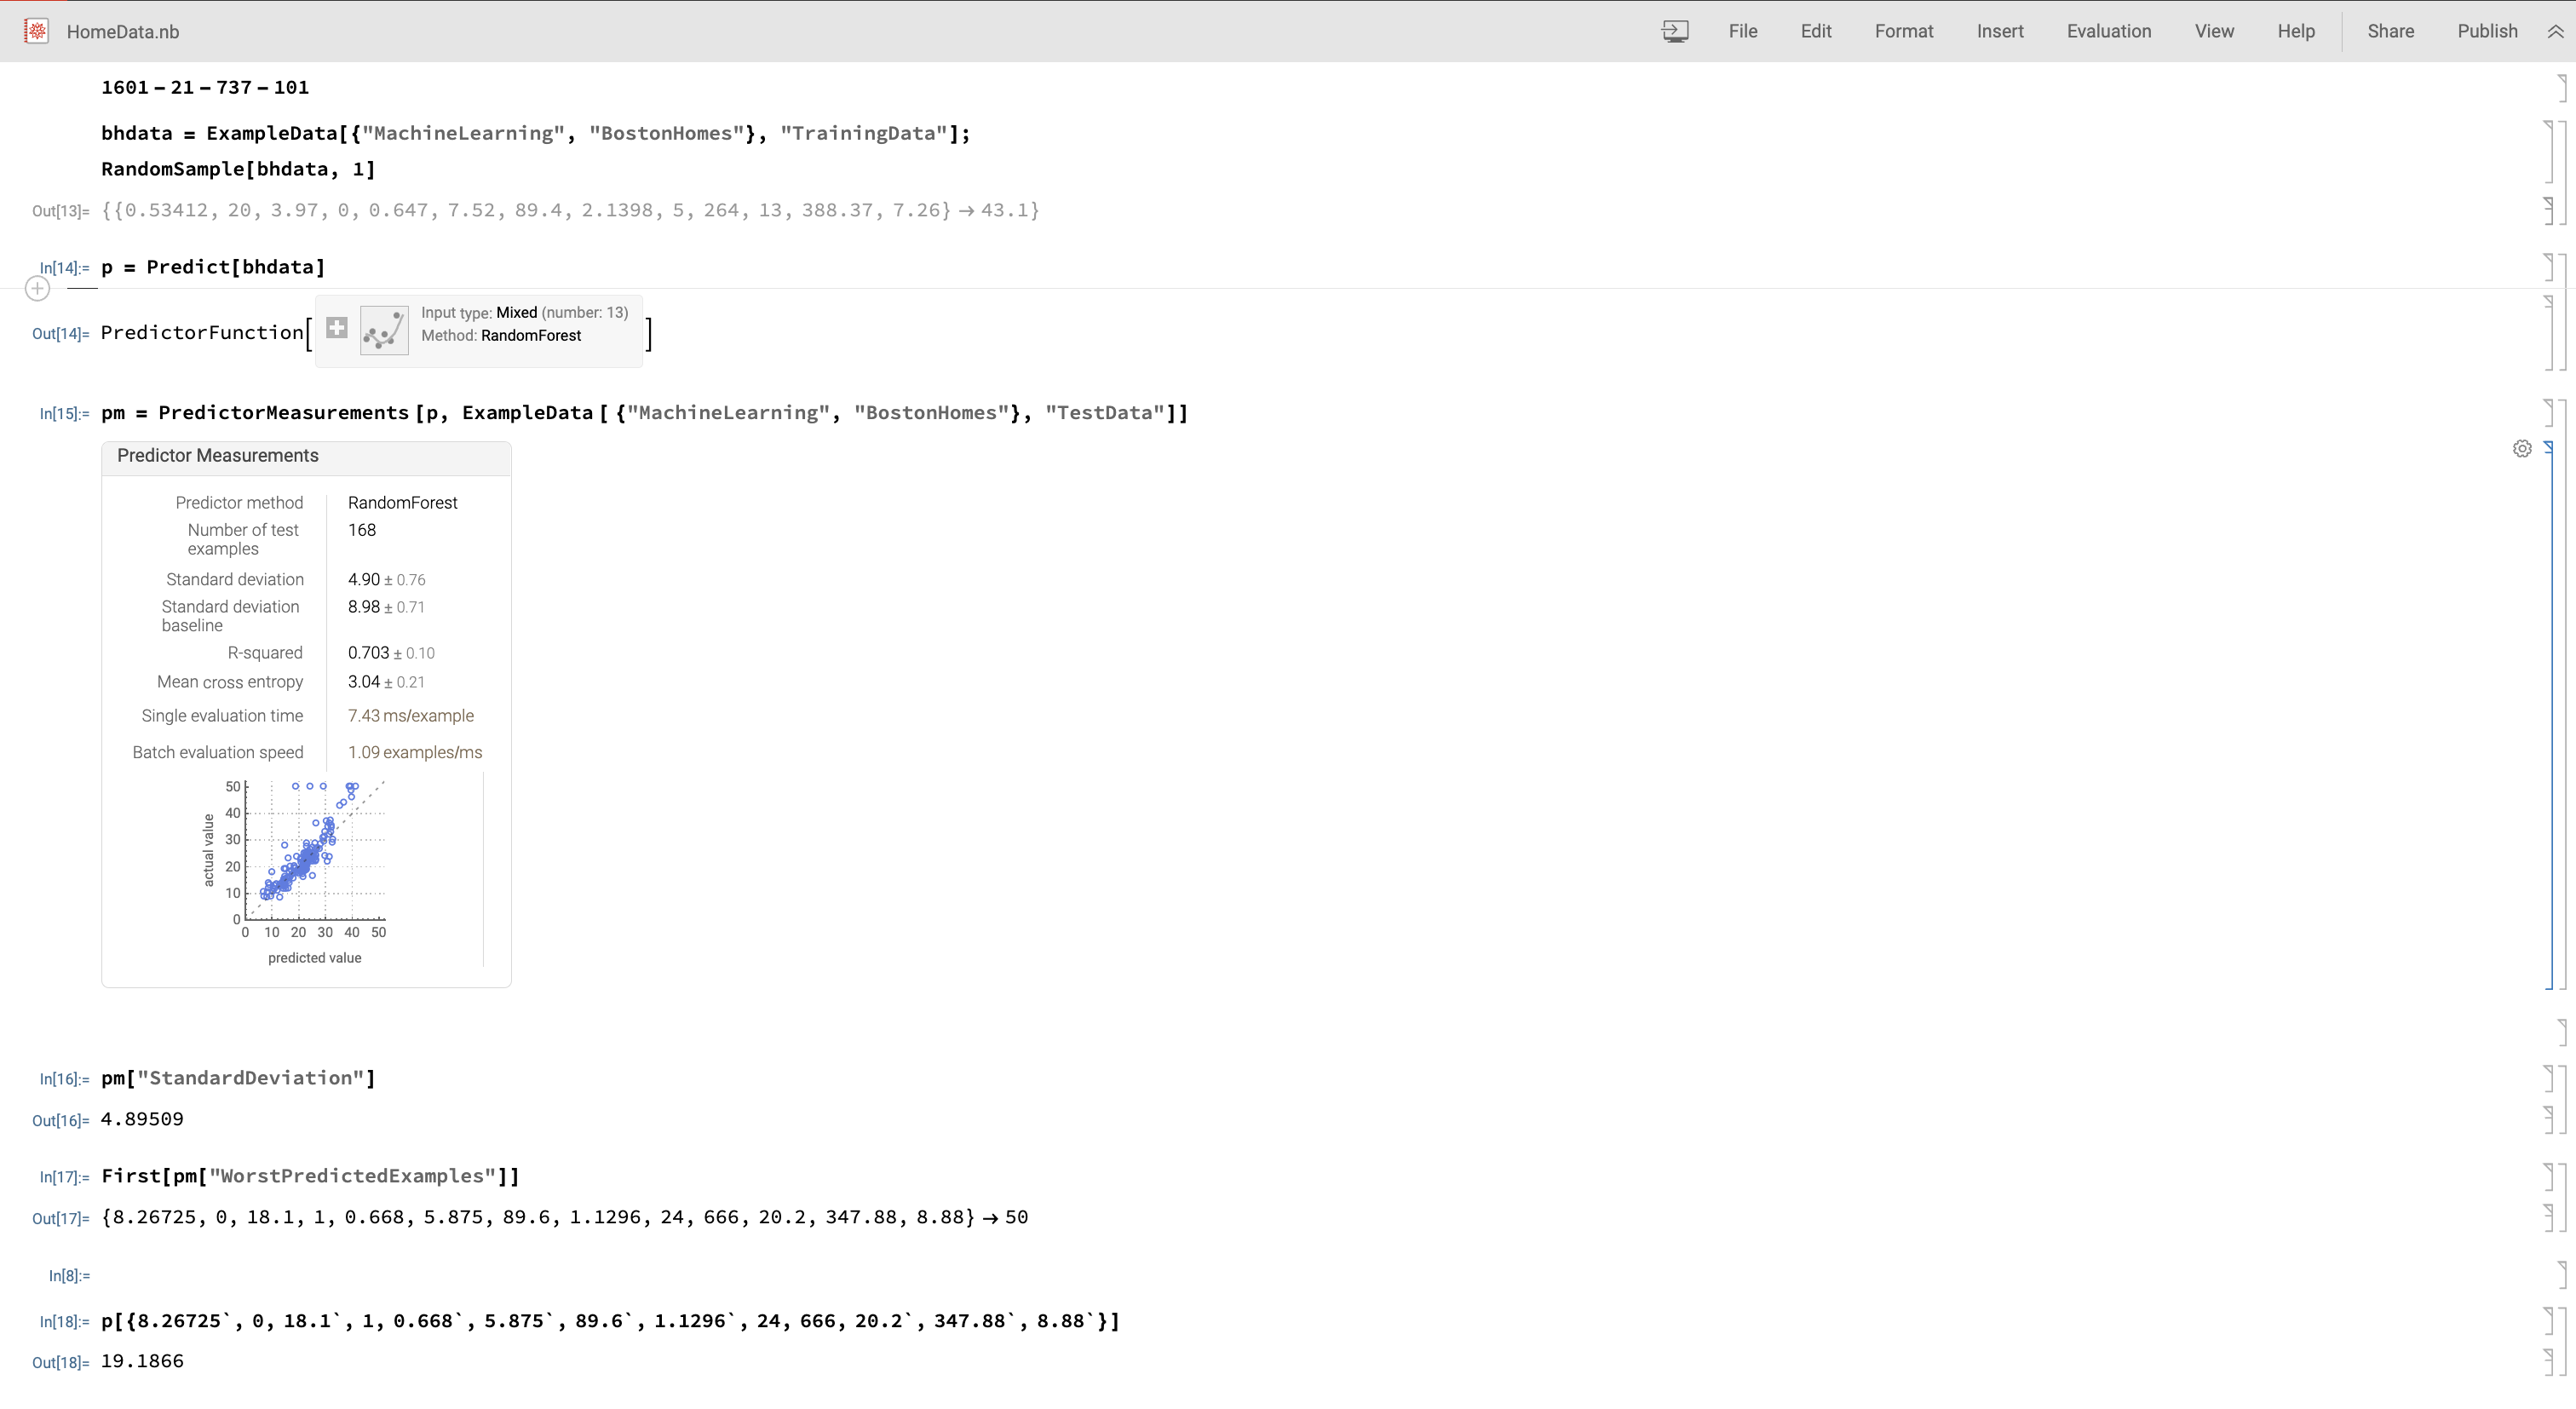 HomeData.nb File Edit Format Insert Evaluation View Help Share Publish
1601 – 21 – 737 – 101
bhdata = ExampleData[{"MachineLearning", "BostonHomes"}, "TrainingData"];
RandomSample[bhdata, 1]
Out[13]= {{0.53412, 20, 3.97, 0, 0.647, 7.52, 89.4, 2.1398, 5, 264, 13, 388.37, 7.26} → 43.1}
In[14]:= p = Predict[bhdata]
Input type: Mixed (number: 13)
Out[14]= PredictorFunction[ ]
Method: RandomForest
In[15]:= pm = PredictorMeasurements [p, ExampleData [ {"MachineLearning", "BostonHomes"}, "TestData"]]
Predictor Measurements
Predictor method RandomForest
Number of test 168
examples
Standard deviation 4.90 ± 0.76
Standard deviation 8.98 ± 0.71
baseline
R-squared 0.703 ± 0.10
Mean cross entropy 3.04 ± 0.21
Single evaluation time 7.43 ms/example
Batch evaluation speed 1.09 examples/ms
50
40
30
20
10
0
actual value
0 10 20 30 40 50
predicted value
In[16]:= pm["StandardDeviation"]
Out[16]= 4.89509
In[17]:= First[pm["WorstPredictedExamples"]]
Out[17]= {8.26725, 0, 18.1, 1, 0.668, 5.875, 89.6, 1.1296, 24, 666, 20.2, 347.88, 8.88} → 50
In[8]:=
In[18]:= p[{8.26725`, 0, 18.1`, 1, 0.668`, 5.875`, 89.6`, 1.1296`, 24, 666, 20.2`, 347.88`, 8.88`}]
Out[18]= 19.1866